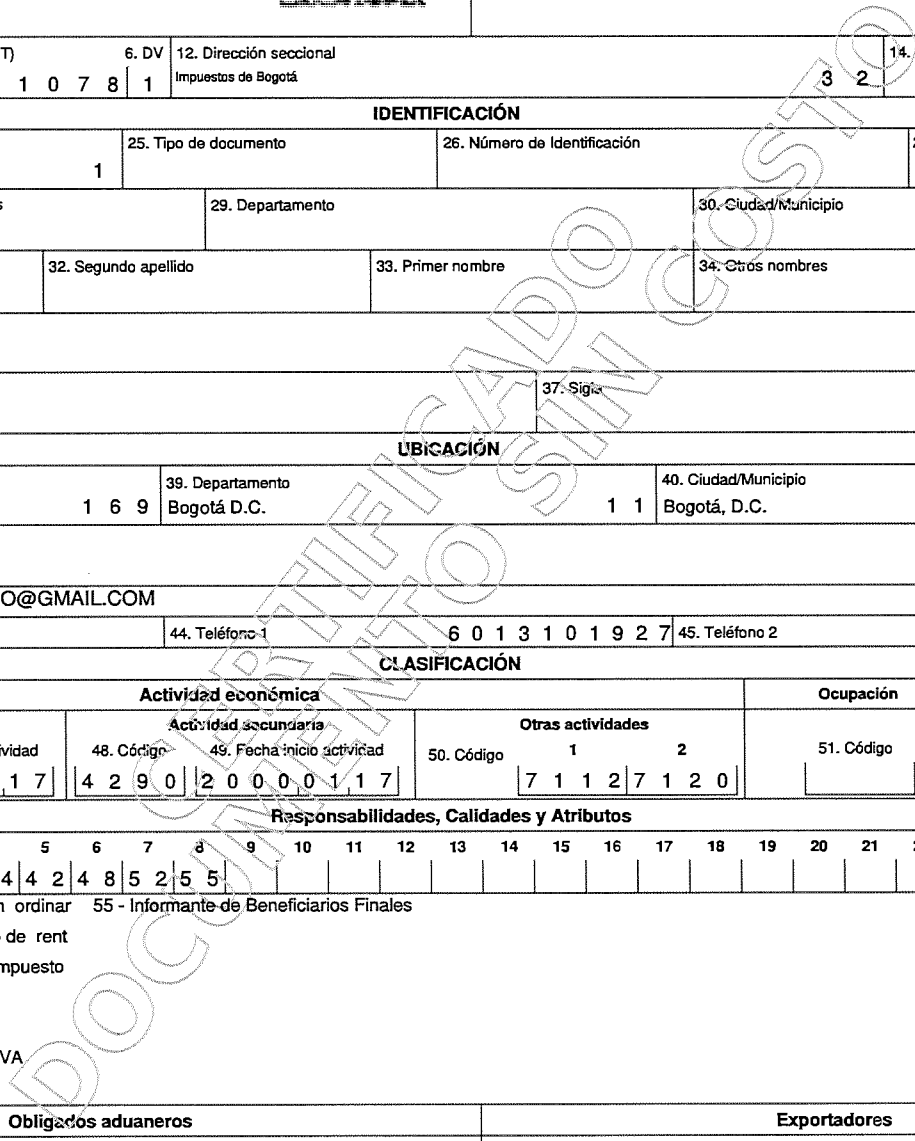 T) 6. DV 12. Dirección seccional 14.
1 0 7 8 1 Impuestos de Bogotá 3 2
IDENTIFICACIÓN
25. Tipo de documento 26. Número de Identificación
1
29. Departamento 30. Ciudad/Municipio
32. Segundo apellido 33. Primer nombre 34. Otros nombres
37. Sigla
UBICACIÓN
39. Departamento 40. Ciudad/Municipio
1 6 9 Bogotá D.C. 1 1 Bogotá, D.C.
O@GMAIL.COM
44. Teléfono 1 6 0 1 3 1 0 1 9 2 7 45. Teléfono 2
CLASIFICACIÓN
Actividad económica Ocupación
Actividad secundaria Otras actividades
vidad 48. Código 49. Fecha inicio actividad 50. Código 1 2 51. Código
1 7 4 2 9 0 2 0 0 0 0 1 1 7 7 1 1 2 7 1 2 0
Responsabilidades, Calidades y Atributos
5 6 7 8 9 10 11 12 13 14 15 16 17 18 19 20 21
4 4 2 4 8 5 2 5 5
n ordinar 55 - Informante de Beneficiarios Finales
de rent
mpuesto
VA
Obligados aduaneros Exportadores
CERTIFICADO
DOCUMENTO SIN COSTO